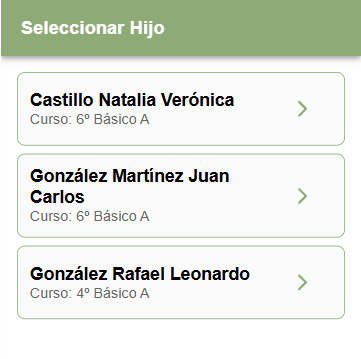 Seleccionar Hijo
Castillo Natalia Verónica
Curso: 6º Básico A
González Martínez Juan
Carlos
Curso: 6º Básico A
González Rafael Leonardo
Curso: 4º Básico A